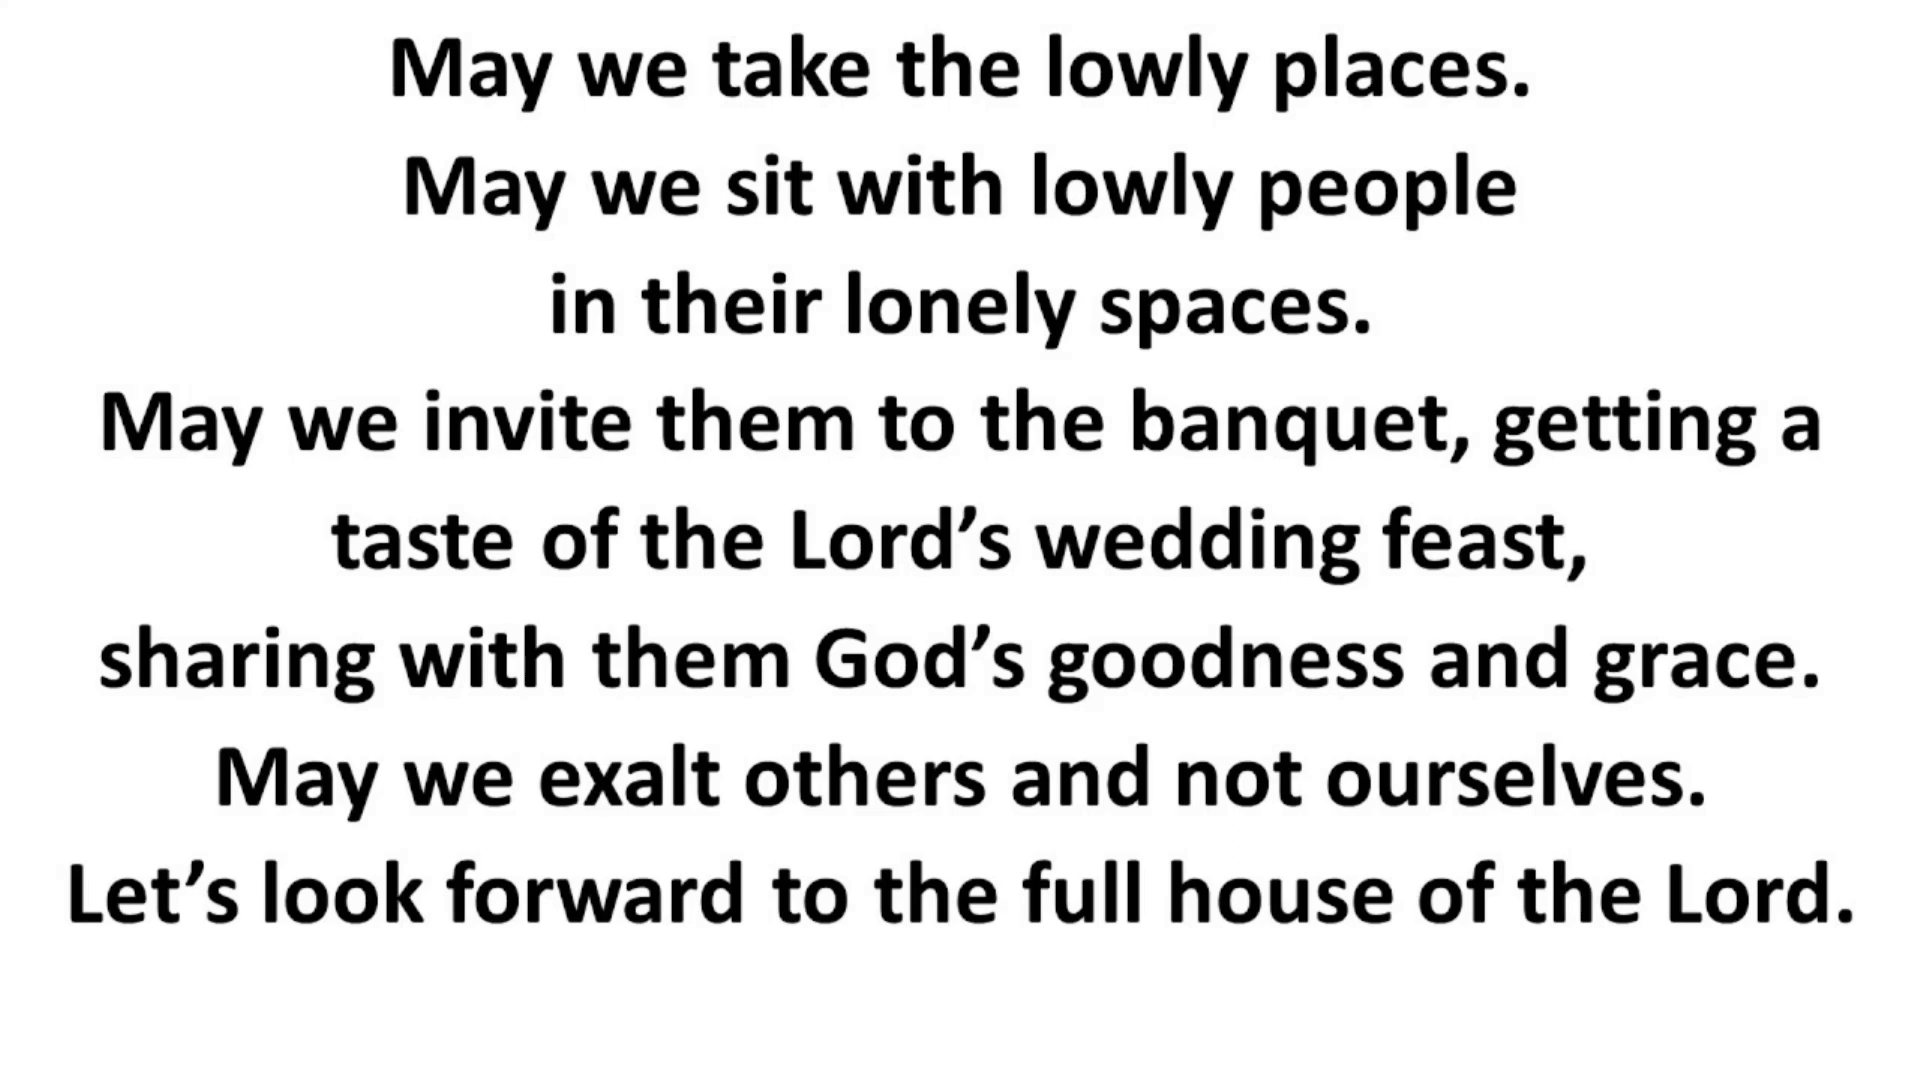 May we take the lowly places.
May we sit with lowly people
in their lonely spaces.
May we invite them to the banquet, getting a
taste of the Lord’s wedding feast,
sharing with them God’s goodness and grace.
May we exalt others and not ourselves.
Let’s look forward to the full house of the Lord.